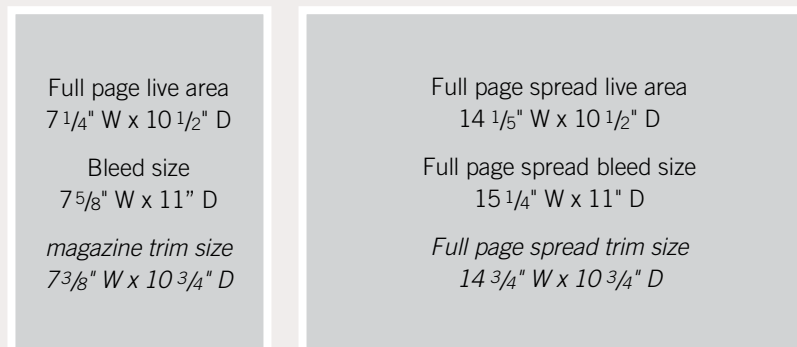 Full page live area
7 1/4" W x 10 1/2" D
Bleed size
7 5/8" W x 11” D
magazine trim size
7 3/8" W x 10 3/4" D
Full page spread live area
14 1/5" W x 10 1/2" D
Full page spread bleed size
15 1/4" W x 11" D
Full page spread trim size
14 3/4" W x 10 3/4" D